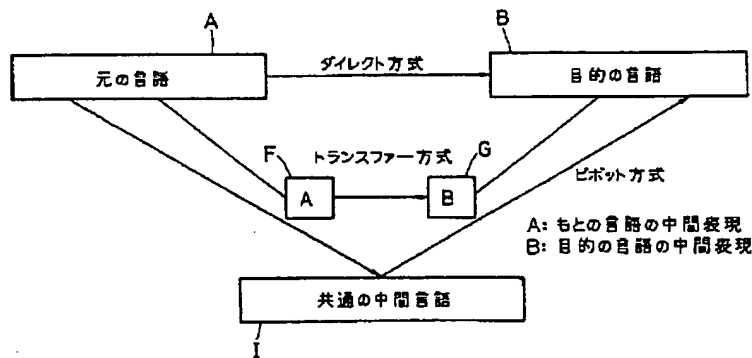 A
B
元の言語
ダイレクト方式
目的の言語
F
トランスファー方式
G
A
B
ピボット方式
A: もとの言語の中間表現
B: 目的の言語の中間表現
共通の中間言語
I